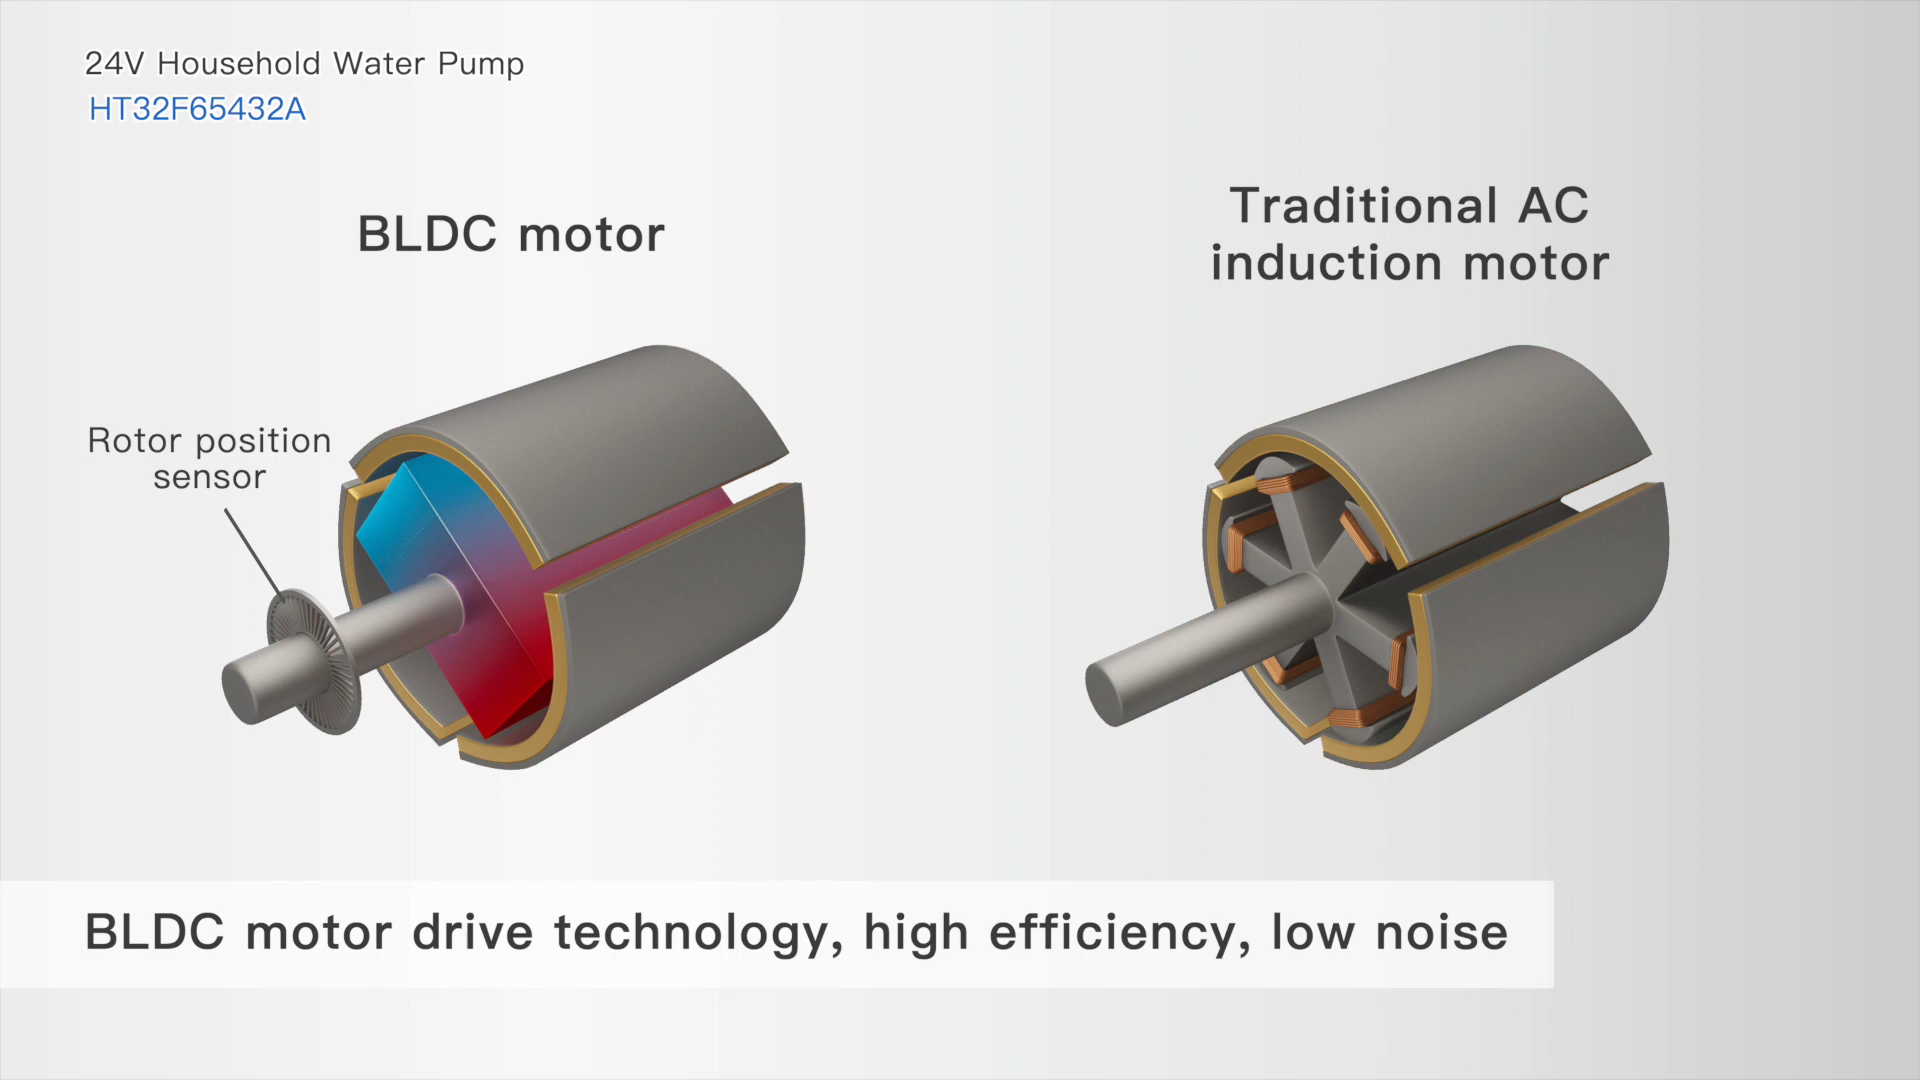 24V Household Water Pump
HT32F65432A
BLDC motor
Traditional AC
induction motor
Rotor position
sensor
BLDC motor drive technology, high efficiency, low noise